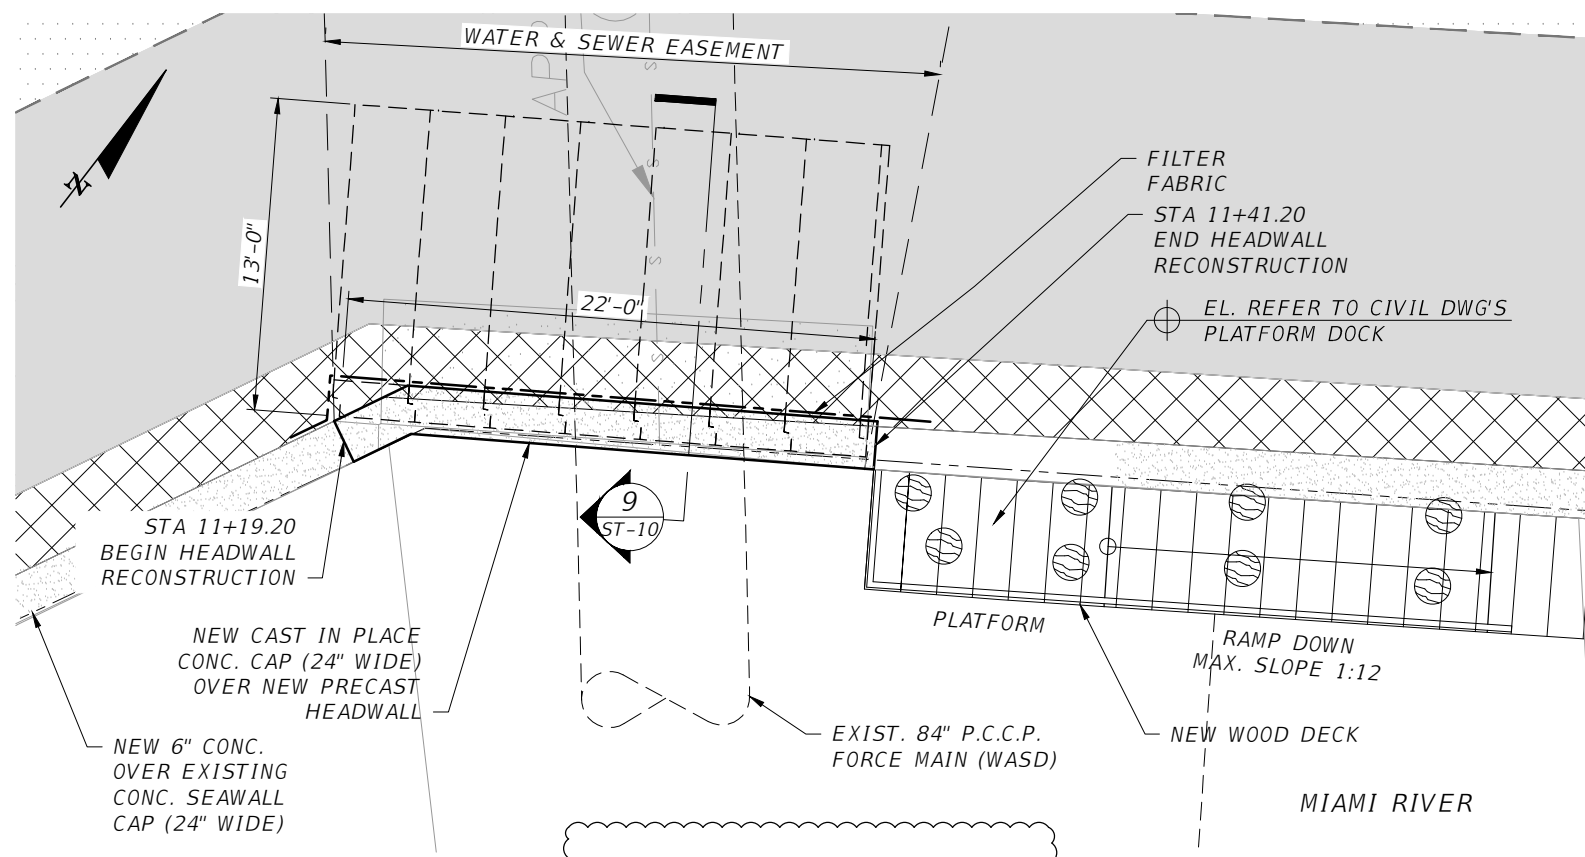 WATER & SEWER EASEMENT
AP
N
13'-0"
22'-0"
FILTER
FABRIC
STA 11+41.20
END HEADWALL
RECONSTRUCTION
EL. REFER TO CIVIL DWG'S
PLATFORM DOCK
S
S
S
S
9
ST-10
STA 11+19.20
BEGIN HEADWALL
RECONSTRUCTION
NEW CAST IN PLACE
CONC. CAP (24" WIDE)
OVER NEW PRECAST
HEADWALL
NEW 6" CONC.
OVER EXISTING
CONC. SEAWALL
CAP (24" WIDE)
PLATFORM
RAMP DOWN
MAX. SLOPE 1:12
EXIST. 84" P.C.C.P.
FORCE MAIN (WASD)
NEW WOOD DECK
MIAMI RIVER